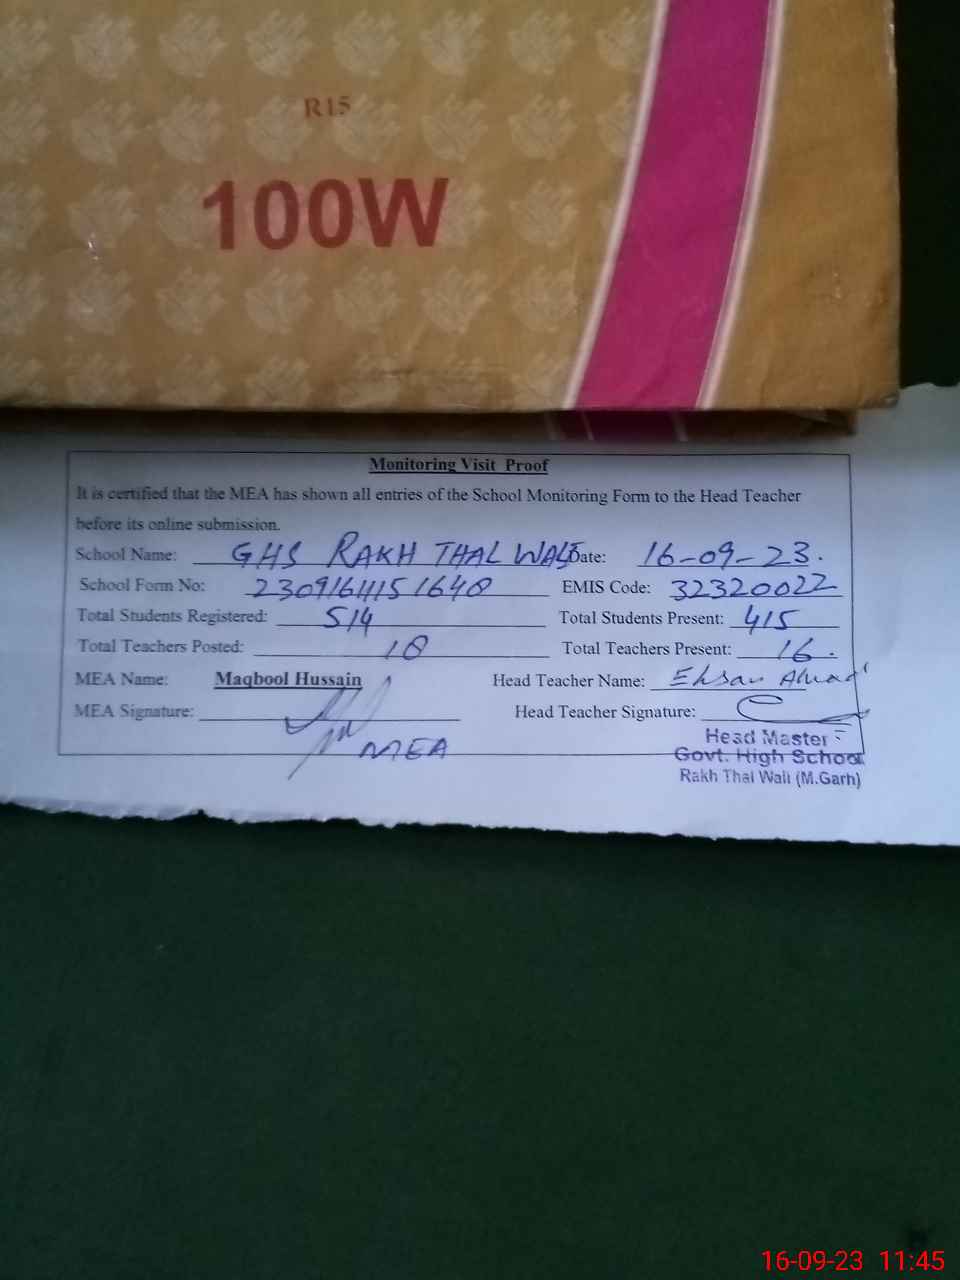 R15
100W
Monitoring Visit Proof
It is certified that the MEA has shown all entries of the School Monitoring Form to the Head Teacher
before its online submission.
School Name: GHS RAKH THAL WALI Date: 16-09-23.
School Form No: 2309164151648 EMIS Code: 32320022
Total Students Registered: 514 Total Students Present: 415
Total Teachers Posted: 18 Total Teachers Present: 16.
MEA Name: Maqbool Hussain Head Teacher Name: Ehsan Ahmad
MEA Signature: Head Teacher Signature:
MEA
Head Master
Govt. High School
Rakh Thal Wali (M.Garh)
16-09-23 11:45